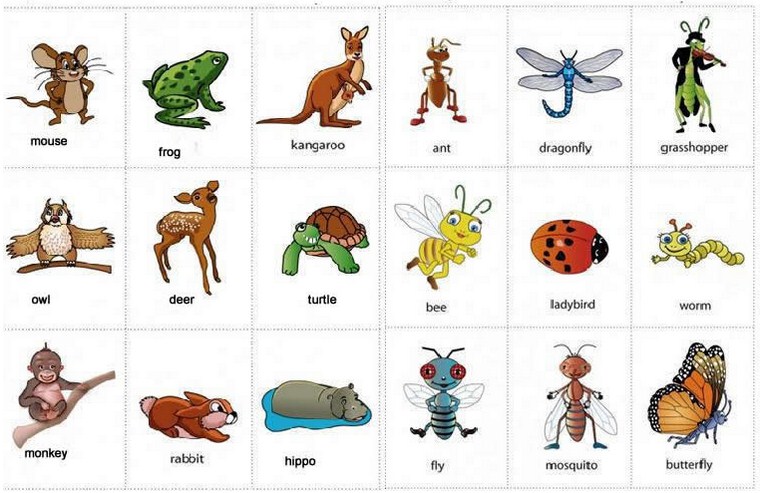 mouse
frog
kangaroo
ant
dragonfly
grasshopper
owl
deer
turtle
bee
ladybird
worm
monkey
rabbit
hippo
fly
mosquito
butterfly